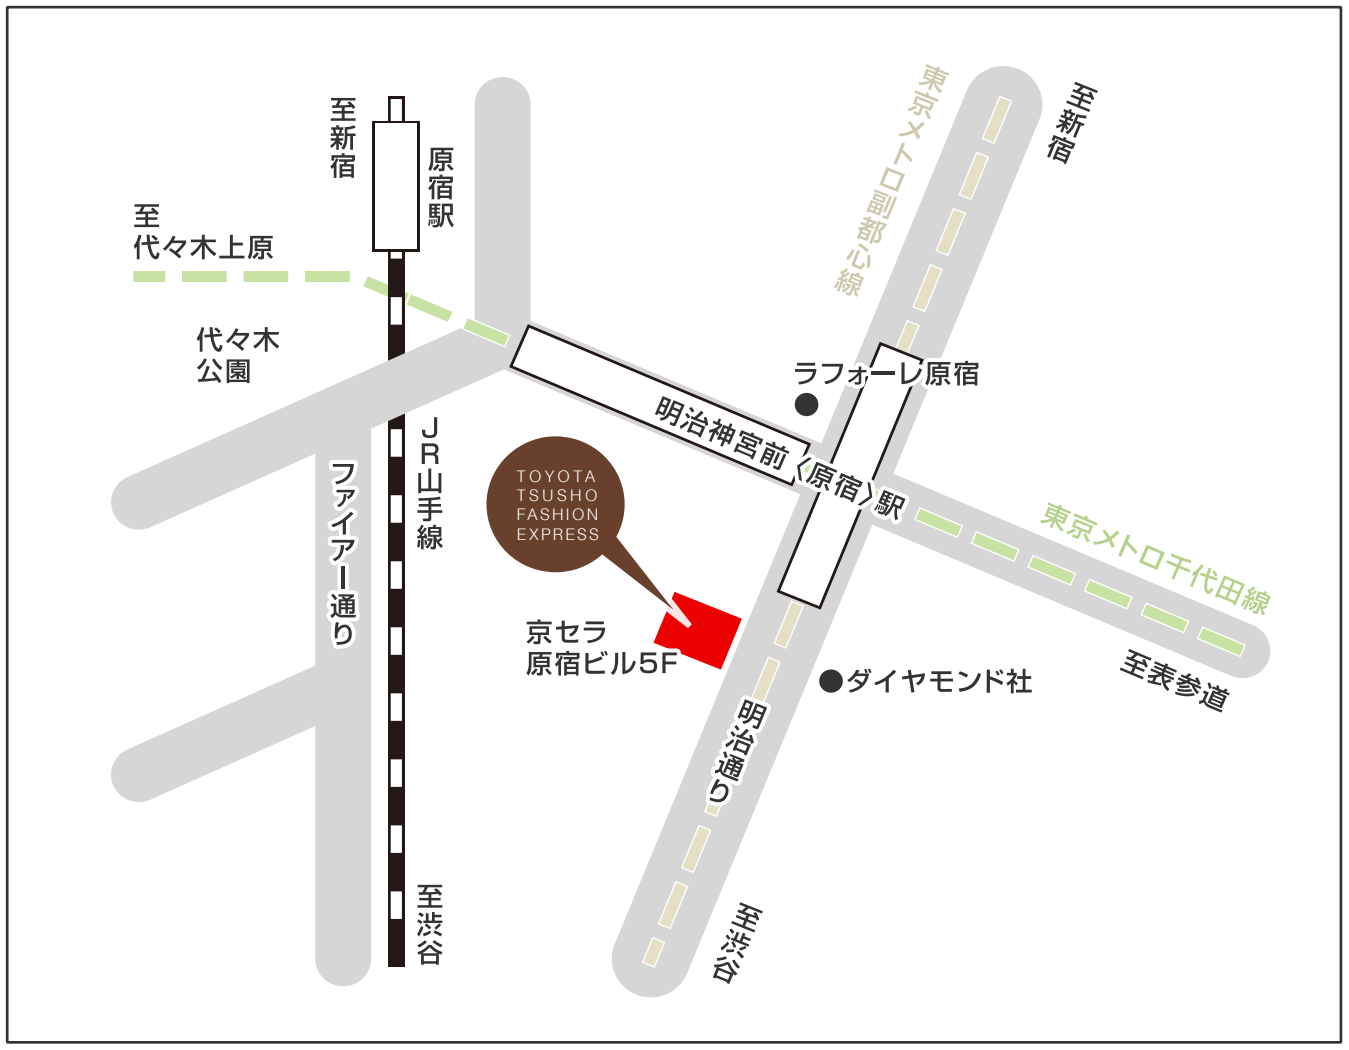 至新宿
原宿駅
至
代々木上原
代々木
公園
JR山手線
ファイアー通り
至渋谷
東京メトロ副都心線
至新宿
ラフォーレ原宿
明治神宮前〈原宿〉駅
TOYOTA
TSUSHO
FASHION
EXPRESS
東京メトロ千代田線
至表参道
京セラ
原宿ビル5F
ダイヤモンド社
明治通り
至渋谷